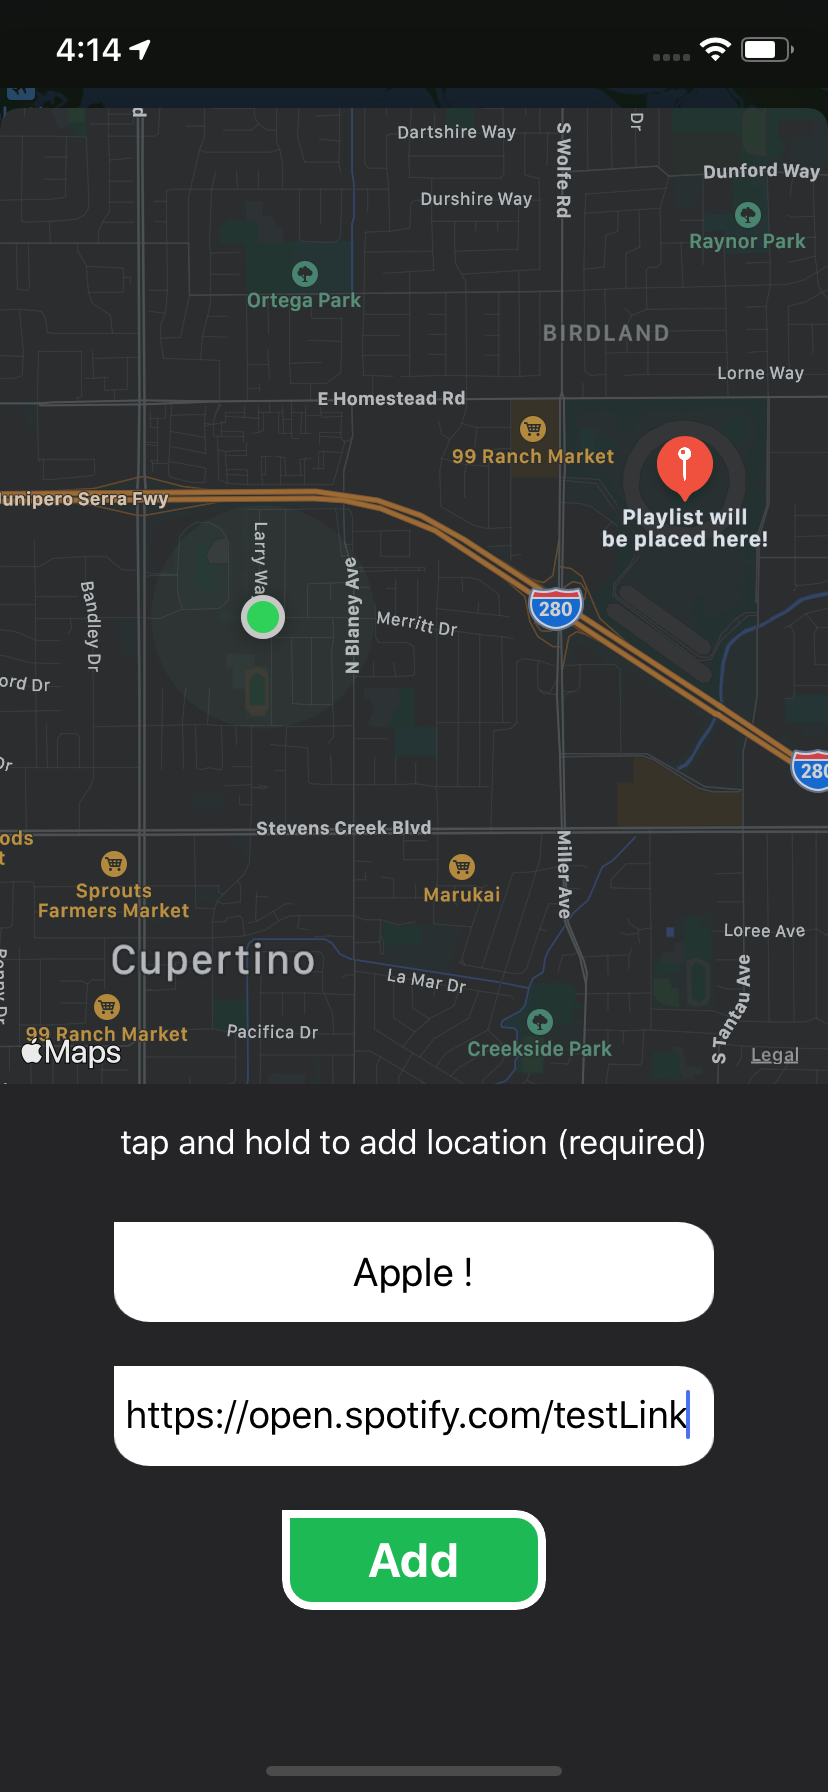 4:14
d
Dartshire Way
S Wolfe Rd
Dr
Dunford Way
Durshire Way
Raynor Park
Ortega Park
BIRDLAND
Lorne Way
E Homestead Rd
99 Ranch Market
Junipero Serra Fwy
Playlist will
be placed here!
Larry Wa
N Blaney Ave
Bandley Dr
Merritt Dr
280
ord Dr
Dr
280
Stevens Creek Blvd
ods
t
Sprouts
Farmers Market
Marukai
Miller Ave
Loree Ave
Cupertino
La Mar Dr
S Tantau Ave
99 Ranch Market
Pacifica Dr
Creekside Park
Maps
Legal
tap and hold to add location (required)
Apple !
https://open.spotify.com/testLink
Add